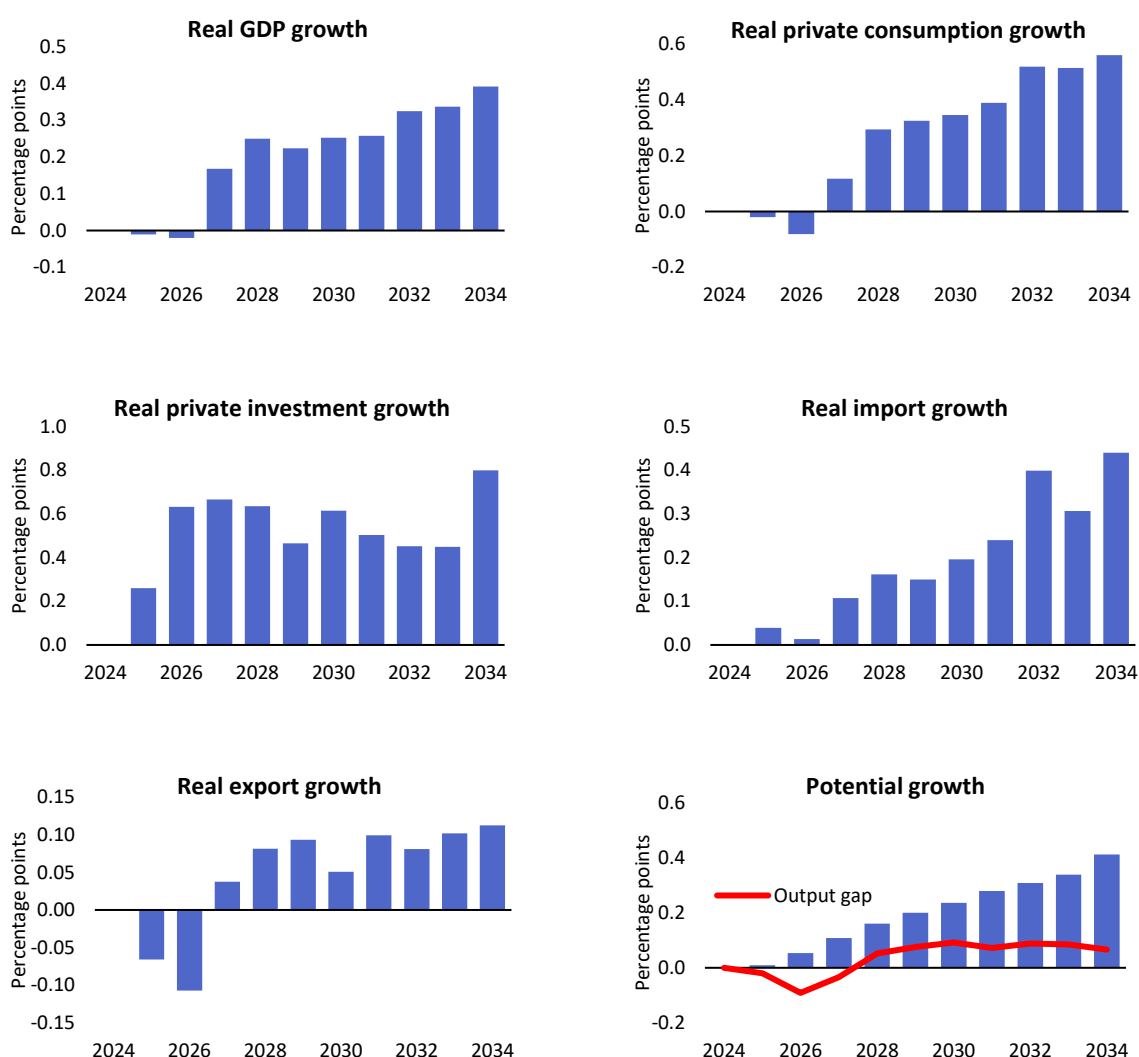 Real GDP growth
Percentage points
0.5
0.4
0.3
0.2
0.1
0.0
-0.1
2024 2026 2028 2030 2032 2034
Real private consumption growth
Percentage points
0.6
0.4
0.2
0.0
-0.2
2024 2026 2028 2030 2032 2034
Real private investment growth
Percentage points
1.0
0.8
0.6
0.4
0.2
0.0
2024 2026 2028 2030 2032 2034
Real import growth
Percentage points
0.5
0.4
0.3
0.2
0.1
0.0
2024 2026 2028 2030 2032 2034
Real export growth
Percentage points
0.15
0.10
0.05
0.00
-0.05
-0.10
-0.15
2024 2026 2028 2030 2032 2034
Potential growth
Percentage points
0.6
0.4
0.2
0.0
-0.2
Output gap
2024 2026 2028 2030 2032 2034